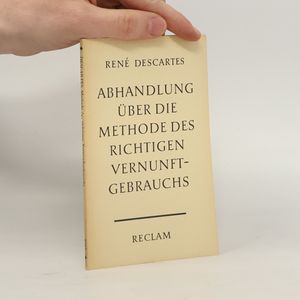 RENÉ DESCARTES
ABHANDLUNG
ÜBER DIE
METHODE DES
RICHTIGEN
VERNUNFT-
GEBRAUCHS
RECLAM